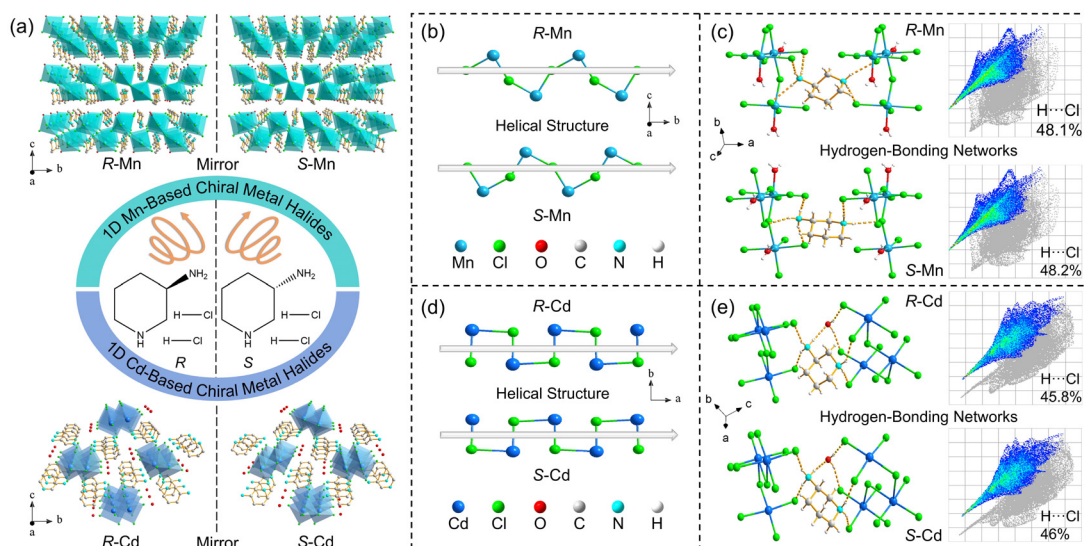 (a)
c
b
a
R-Mn
Mirror
S-Mn
1D Mn-Based Chiral Metal Halides
NH₂
NH₂
H—Cl
H—Cl
NH
H—Cl
NH
H—Cl
R
S
1D Cd-Based Chiral Metal Halides
c
b
a
R-Cd
Mirror
S-Cd
(b)
R-Mn
c
b
a
Helical Structure
S-Mn
Mn Cl O C N H
(c)
R-Mn
H···Cl
48.1%
b
a
c
Hydrogen-Bonding Networks
H···Cl
48.2%
S-Mn
(d)
R-Cd
b
a
Helical Structure
S-Cd
Cd Cl O C N H
(e)
R-Cd
H···Cl
45.8%
b
c
a
Hydrogen-Bonding Networks
H···Cl
46%
S-Cd